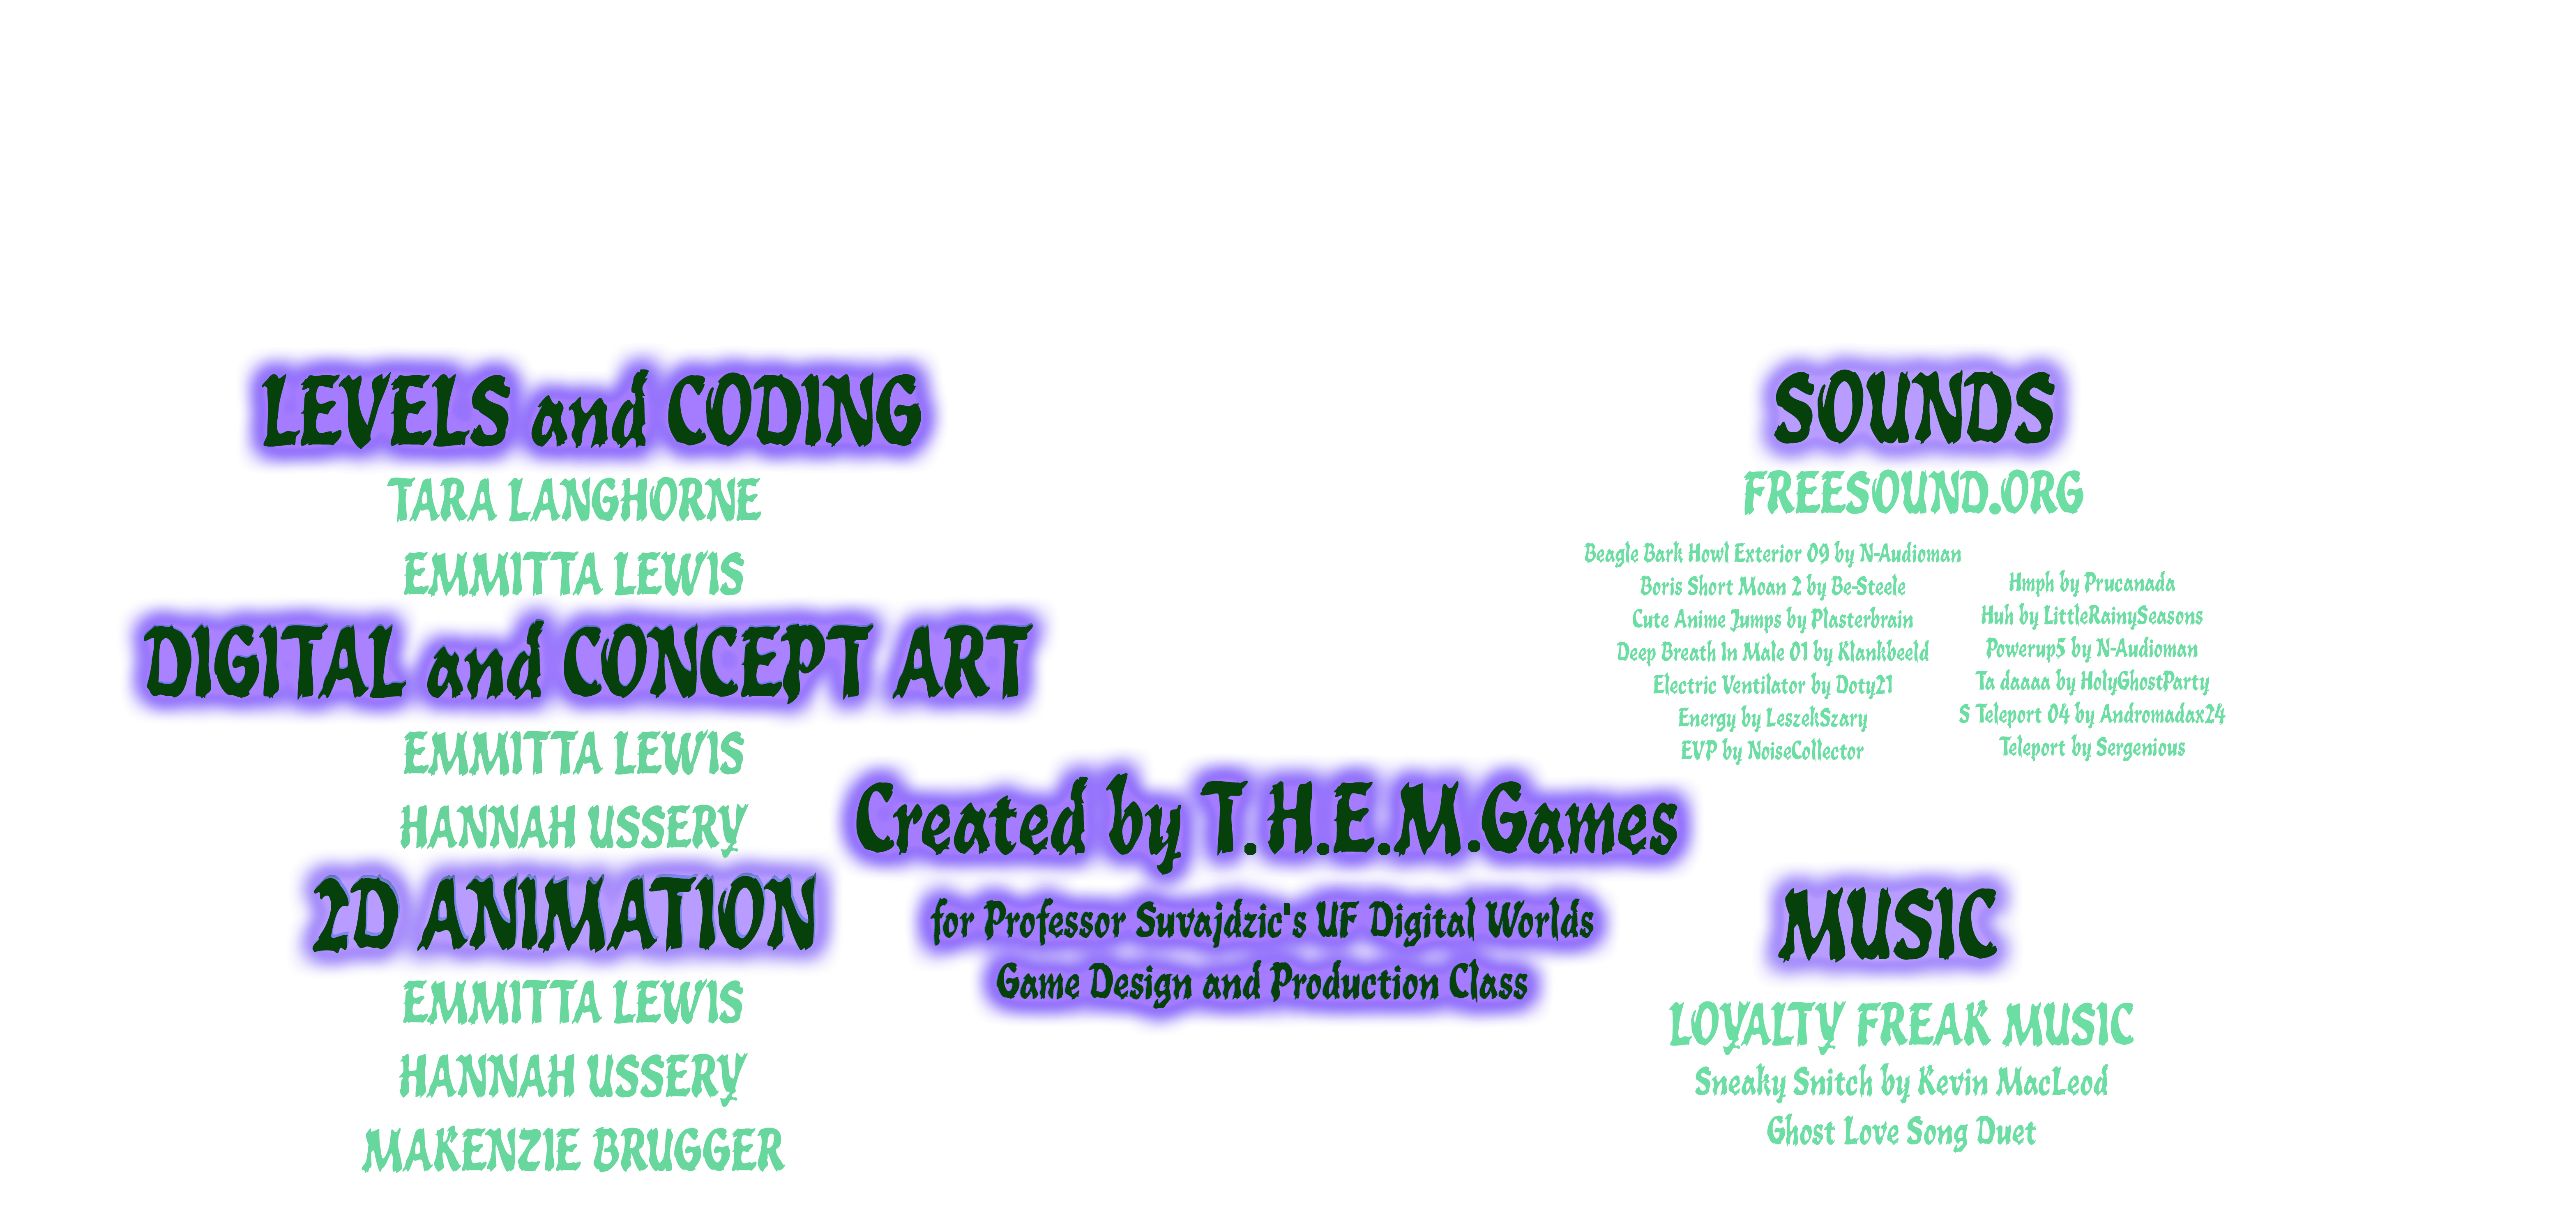 LEVELS and CODING
TARA LANGHORNE
EMMITTA LEWIS
DIGITAL and CONCEPT ART
EMMITTA LEWIS
HANNAH USSERY
2D ANIMATION
EMMITTA LEWIS
HANNAH USSERY
MAKENZIE BRUGGER
Created by T.H.E.M.Games
for Professor Suvajdzic's UF Digital Worlds
Game Design and Production Class
SOUNDS
FREESOUND.ORG
Beagle Bark Howl Exterior 09 by N-Audioman
Boris Short Moan 2 by Be-Steele
Cute Anime Jumps by Plasterbrain
Deep Breath In Male 01 by Klankbeeld
Electric Ventilator by Doty21
Energy by LeszekSzary
EVP by NoiseCollector
Hmph by Prucanada
Huh by LittleRainySeasons
Powerup5 by N-Audioman
Ta daaaa by HolyGhostParty
S Teleport 04 by Andromadax24
Teleport by Sergenious
MUSIC
LOYALTY FREAK MUSIC
Sneaky Snitch by Kevin MacLeod
Ghost Love Song Duet